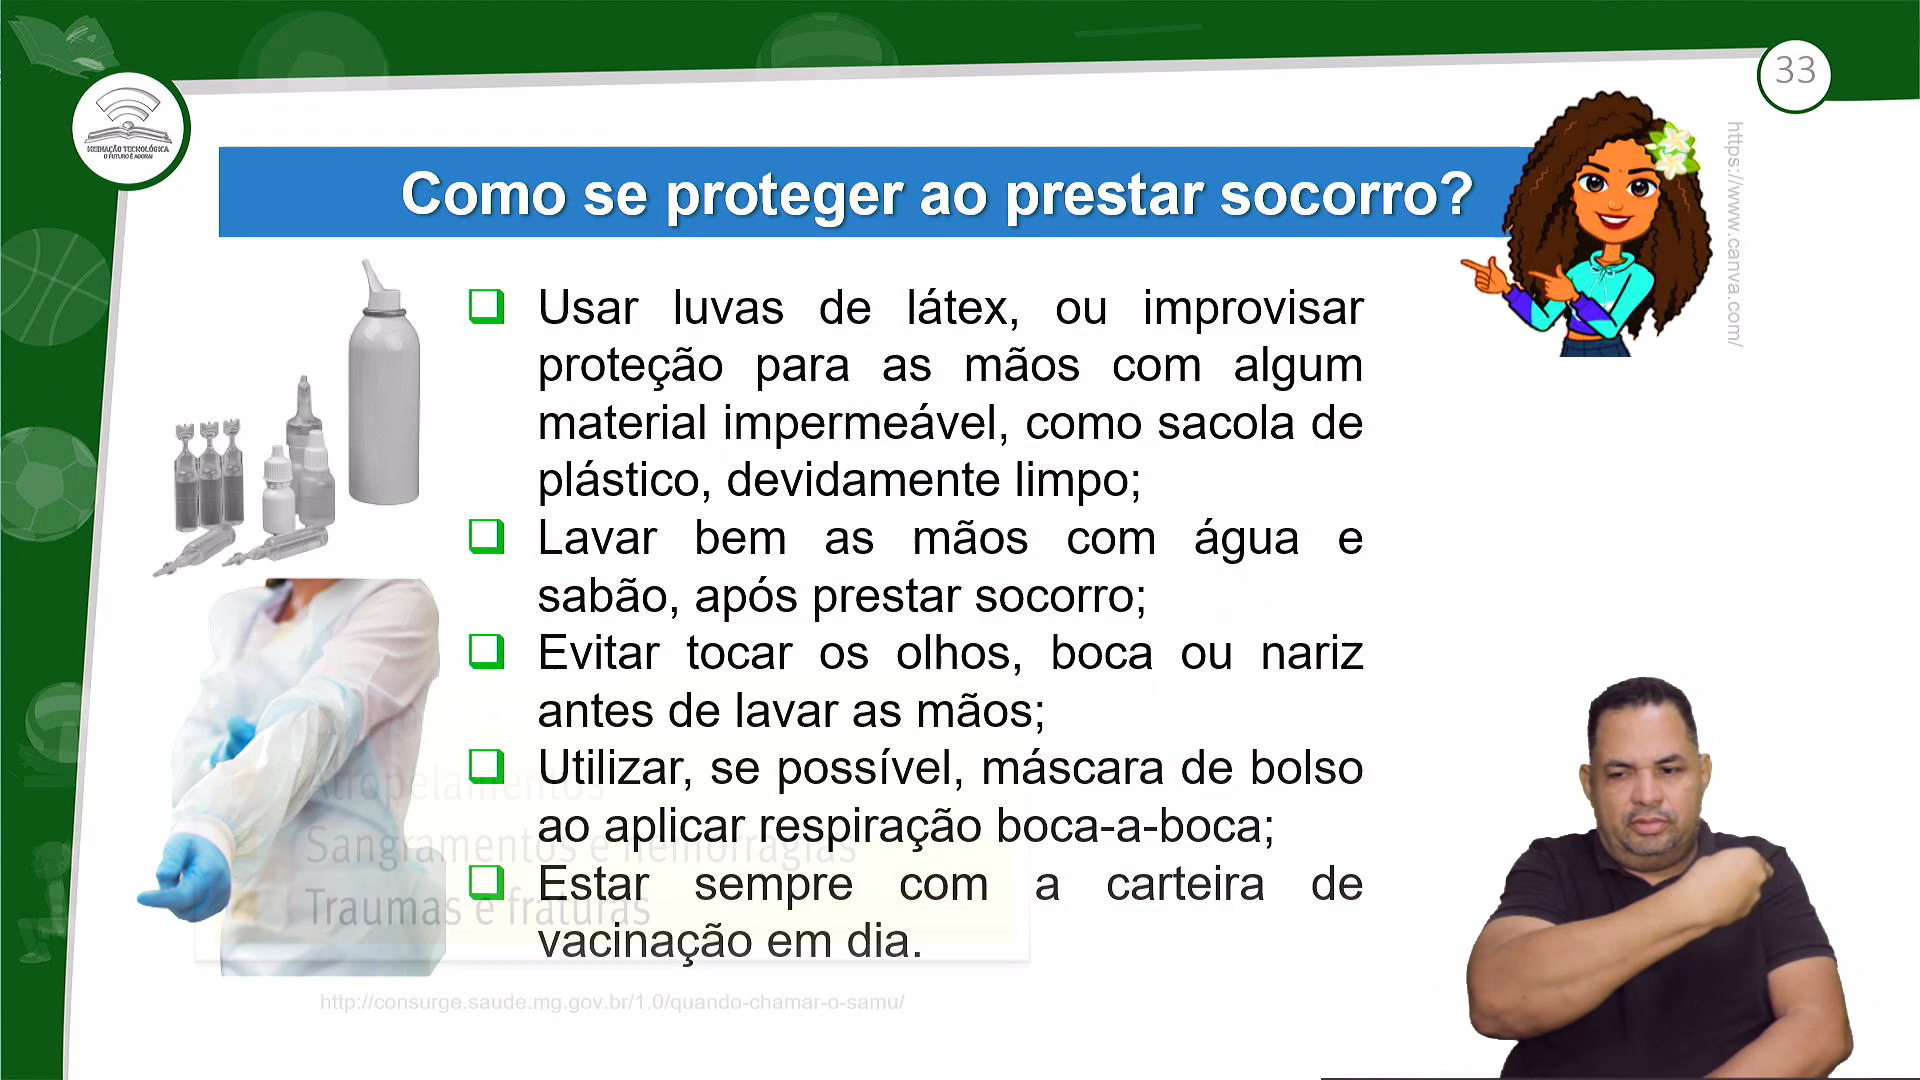 33
MEDIAÇÃO TECNOLÓGICA
O FUTURO É AGORA!
https://www.canva.com/
Como se proteger ao prestar socorro?
Usar luvas de látex, ou improvisar
proteção para as mãos com algum
material impermeável, como sacola de
plástico, devidamente limpo;
Lavar bem as mãos com água e
sabão, após prestar socorro;
Evitar tocar os olhos, boca ou nariz
antes de lavar as mãos;
Utilizar, se possível, máscara de bolso
ao aplicar respiração boca-a-boca;
Estar sempre com a carteira de
vacinação em dia.
Atropelamentos
Sangramentos e hemorragias
Traumas e fraturas
http://consurge.saude.mg.gov.br/1.0/quando-chamar-o-samu/